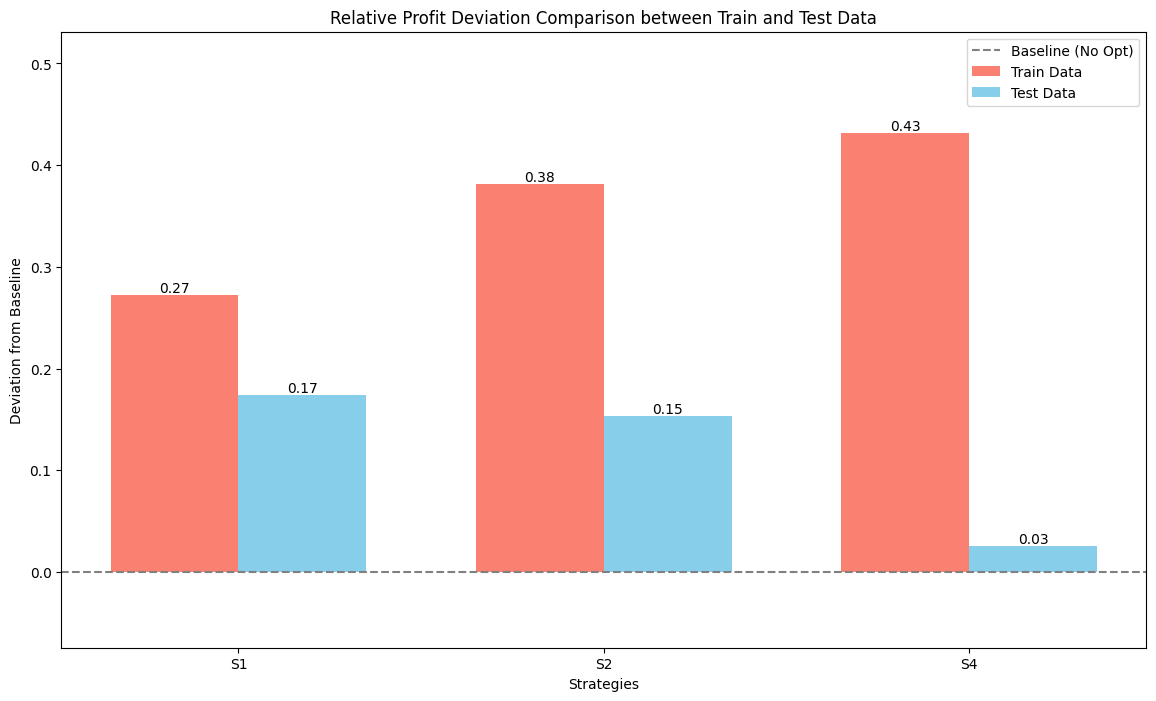 Relative Profit Deviation Comparison between Train and Test Data
Baseline (No Opt)
Train Data
Test Data
Deviation from Baseline
0.5
0.4
0.3
0.2
0.1
0.0
0.27
0.17
0.38
0.15
0.43
0.03
S1
S2
S4
Strategies